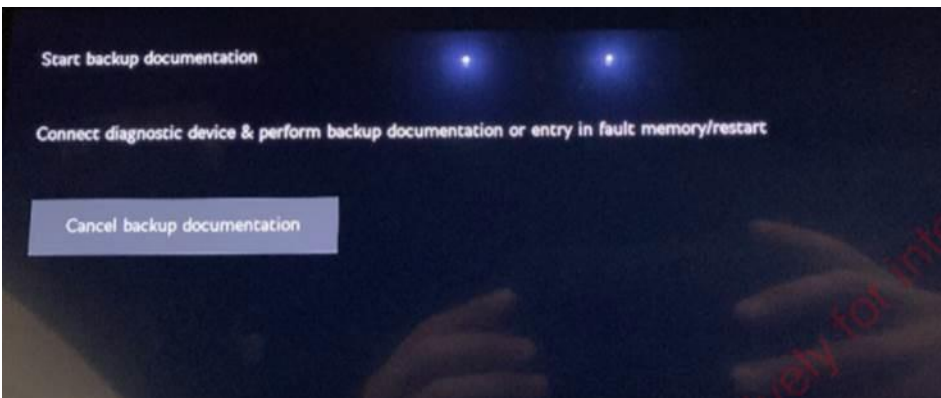 Start backup documentation
Connect diagnostic device & perform backup documentation or entry in fault memory/restart
Cancel backup documentation